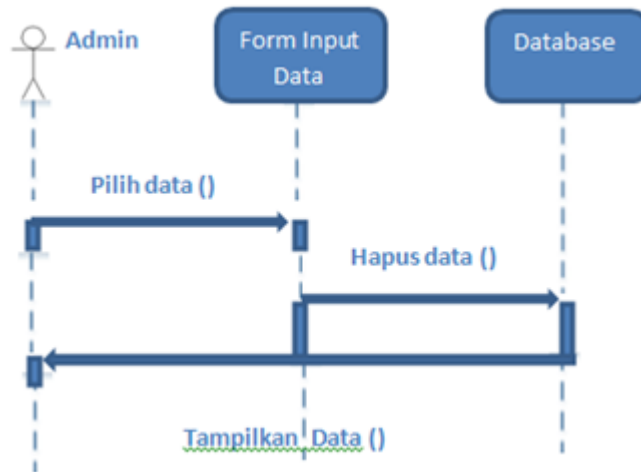 Admin
Form Input
Data
Database
Pilih data ()
Hapus data ()
Tampilkan Data ()